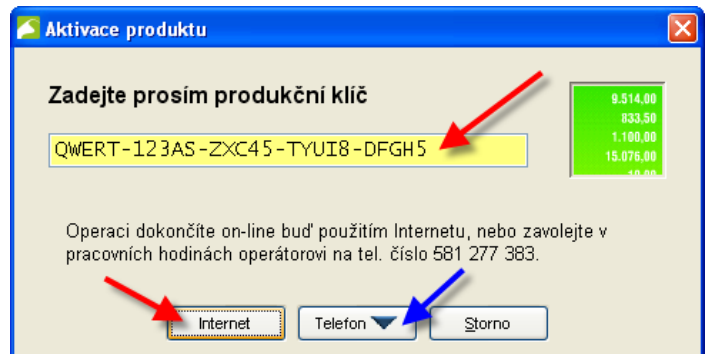 Aktivace produktu
Zadejte prosím produkční klíč
9.514,00
833,50
1.100,00
15.076,00
QWERT-123AS-ZXC45-TYUI8-DFGH5
Operaci dokončíte on-line buď použitím Internetu, nebo zavolejte v
pracovních hodinách operátorovi na tel. číslo 581 277 383.
Internet
Telefon
Storno